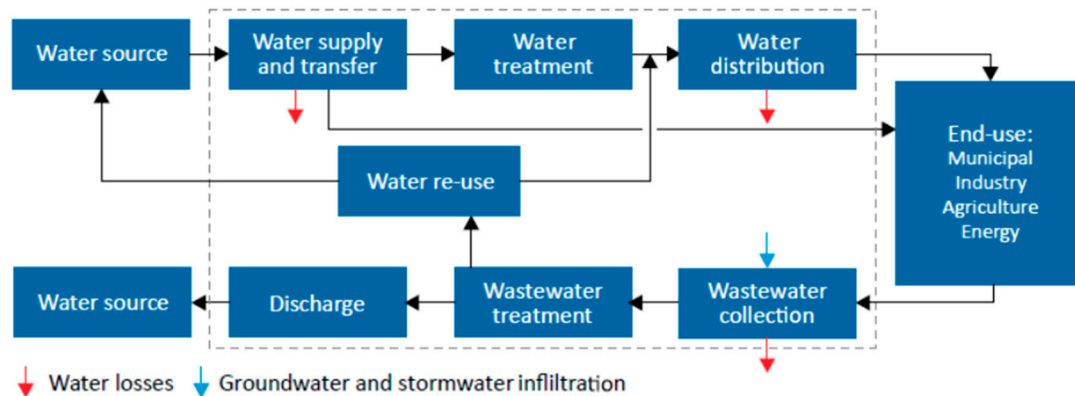 Water source
Water supply
and transfer
Water
treatment
Water
distribution
End-use:
Municipal
Industry
Agriculture
Energy
Water re-use
Water source
Discharge
Wastewater
treatment
Wastewater
collection
Water losses
Groundwater and stormwater infliltration